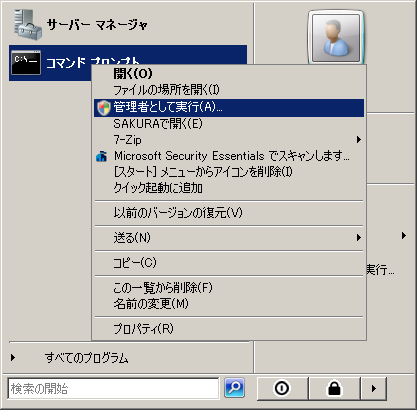 サーバー マネージャ
コマンド プロンプト
開く(O)
ファイルの場所を開く(I)
管理者として実行(A)...
SAKURAで開く(E)
7-Zip
Microsoft Security Essentials でスキャンします...
[スタート] メニューからアイコンを削除(I)
クイック起動に追加
以前のバージョンの復元(V)
送る(N)
コピー(C)
実行...
この一覧から削除(F)
名前の変更(M)
プロパティ(R)
すべてのプログラム
検索の開始